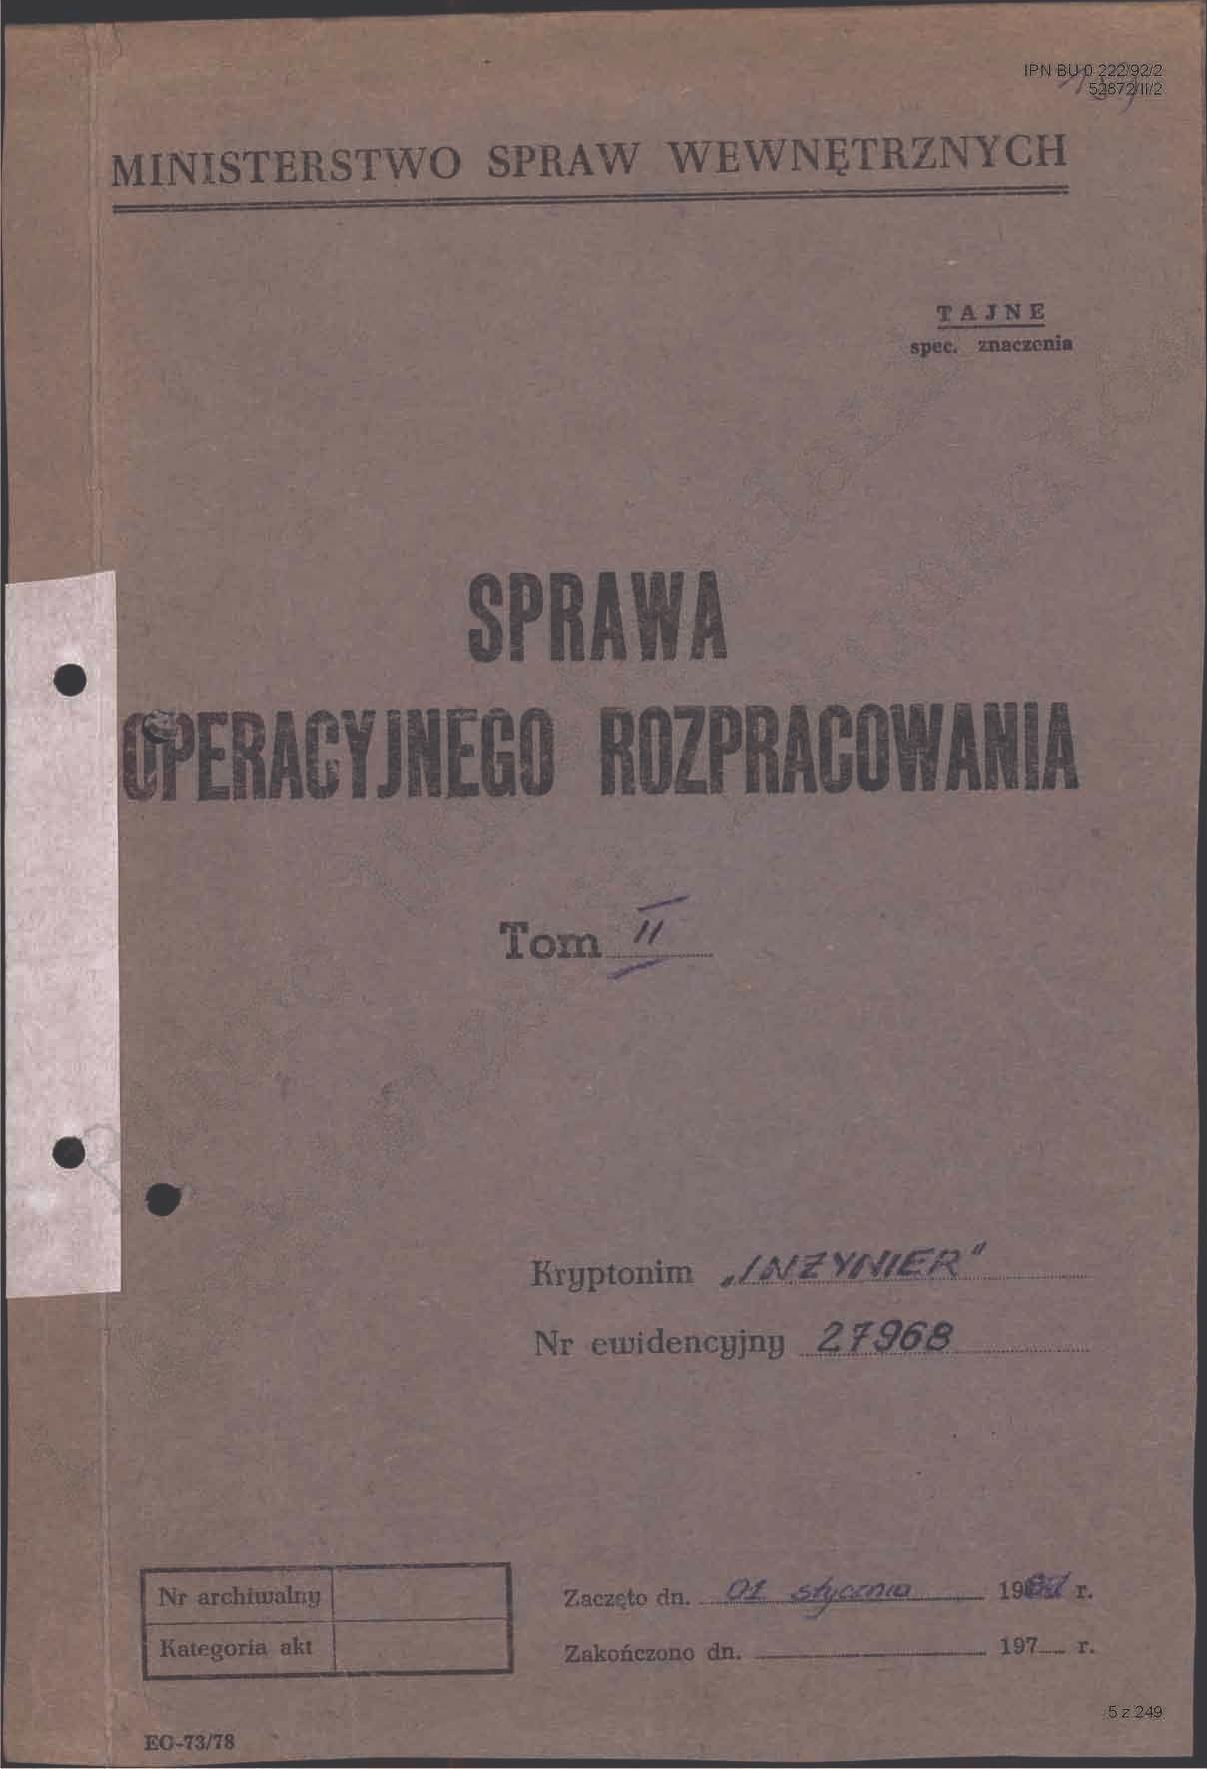 IPN BU 0 222/92/2
52872/II/2
MINISTERSTWO SPRAW WEWNĘTRZNYCH
TAJNE
spec. znaczenia
SPRAWA
OPERACYJNEGO ROZPRACOWANIA
Tom II
Kryptonim „INŻYNIER"
Nr ewidencyjny 27968
Nr archiwalny
Kategoria akt
Zaczęto dn. 01 stycznia 19 r.
Zakończono dn. 197 r.
5 z 249
EO-73/78